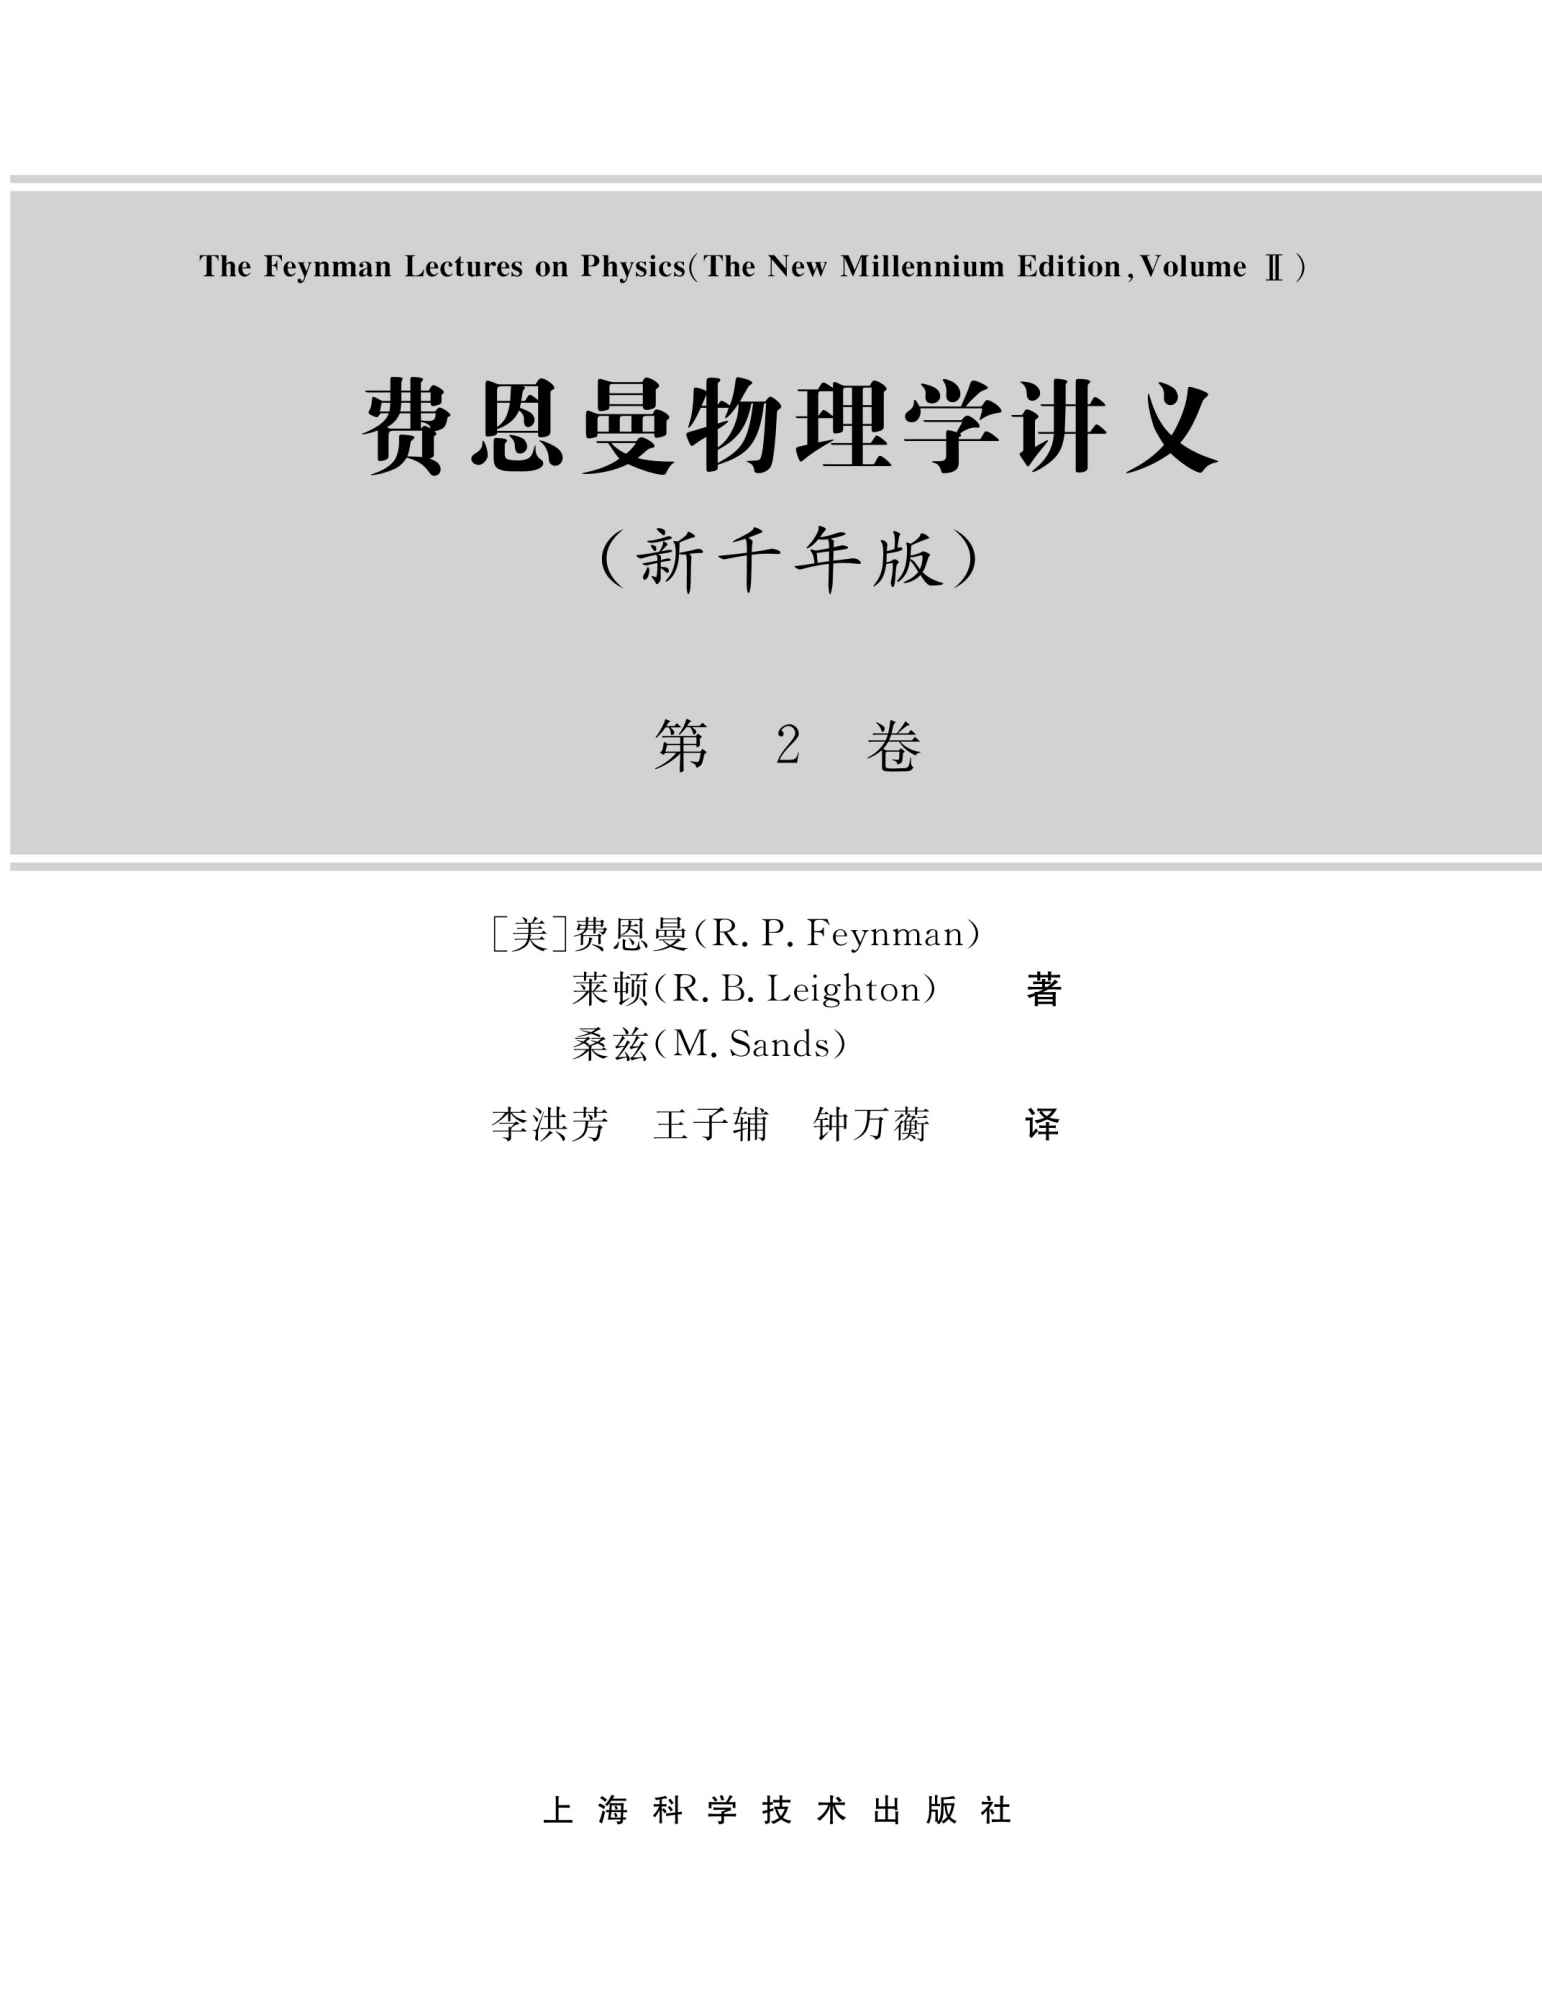 The Feynman Lectures on Physics(The New Millennium Edition,Volume Ⅱ)
费恩曼物理学讲义
(新千年版)
第 2 卷
[美]费恩曼(R. P. Feynman)
莱顿(R. B. Leighton) 著
桑兹(M. Sands)
李洪芳 王子辅 钟万蘅 译
上海科学技术出版社